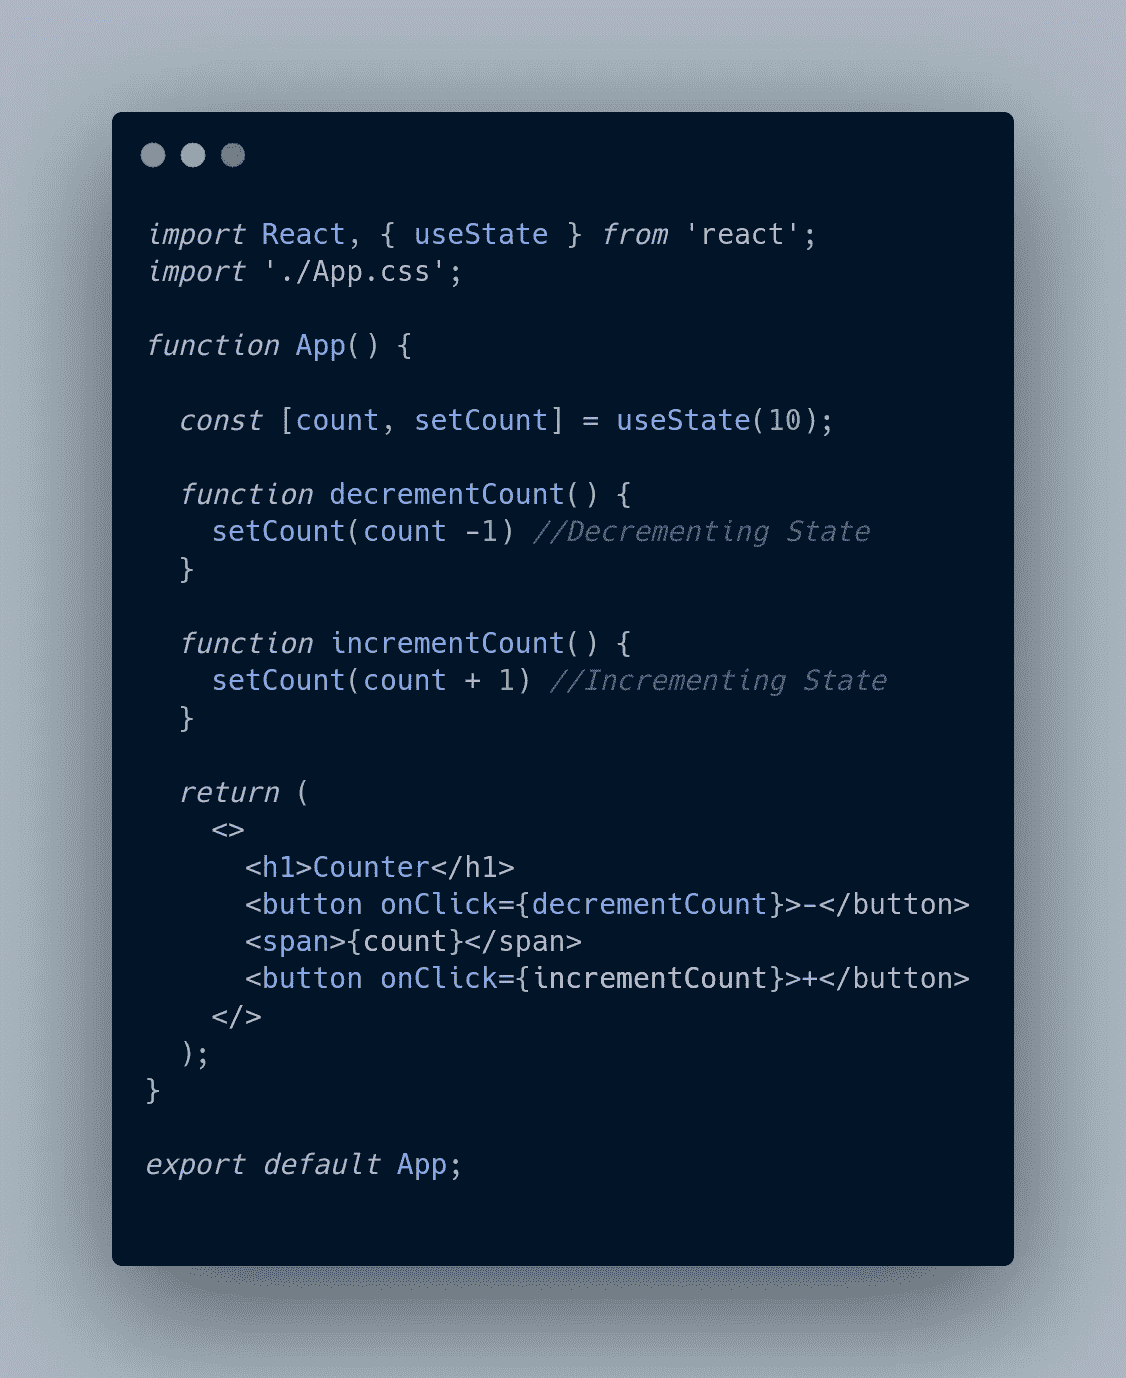 import React, { useState } from 'react';
import './App.css';

function App() {

  const [count, setCount] = useState(10);

  function decrementCount() {
    setCount(count -1) //Decrementing State
  }

  function incrementCount() {
    setCount(count + 1) //Incrementing State
  }

  return (
    <>
      <h1>Counter</h1>
      <button onClick={decrementCount}>-</button>
      <span>{count}</span>
      <button onClick={incrementCount}>+</button>
    </>
  );
}

export default App;